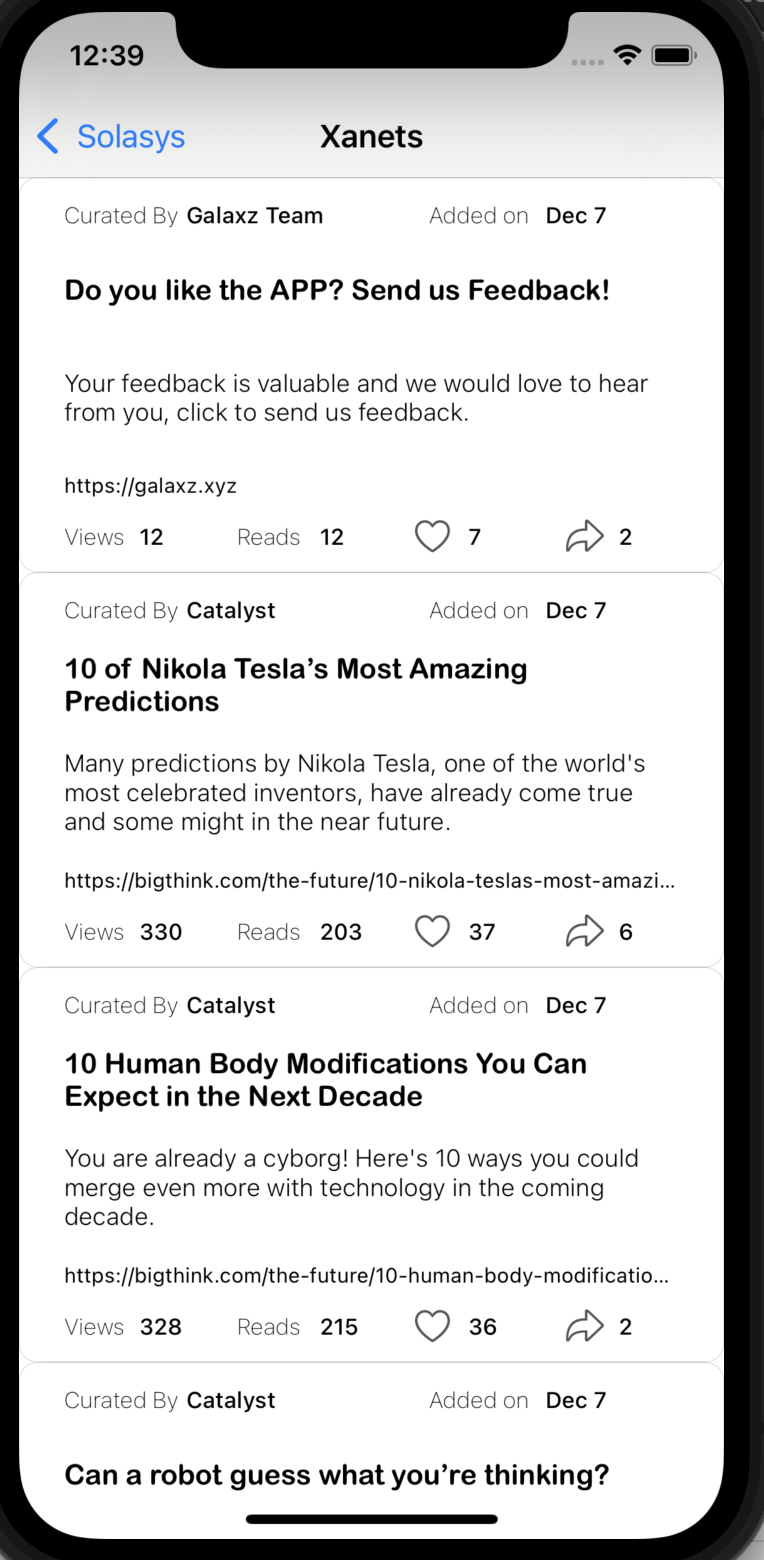 12:39
Solasys Xanets
Curated By Galaxz Team Added on Dec 7
Do you like the APP? Send us Feedback!
Your feedback is valuable and we would love to hear
from you, click to send us feedback.
https://galaxz.xyz
Views 12 Reads 12 7 2
Curated By Catalyst Added on Dec 7
10 of Nikola Tesla’s Most Amazing
Predictions
Many predictions by Nikola Tesla, one of the world's
most celebrated inventors, have already come true
and some might in the near future.
https://bigthink.com/the-future/10-nikola-teslas-most-amazi...
Views 330 Reads 203 37 6
Curated By Catalyst Added on Dec 7
10 Human Body Modifications You Can
Expect in the Next Decade
You are already a cyborg! Here's 10 ways you could
merge even more with technology in the coming
decade.
https://bigthink.com/the-future/10-human-body-modificatio...
Views 328 Reads 215 36 2
Curated By Catalyst Added on Dec 7
Can a robot guess what you’re thinking?